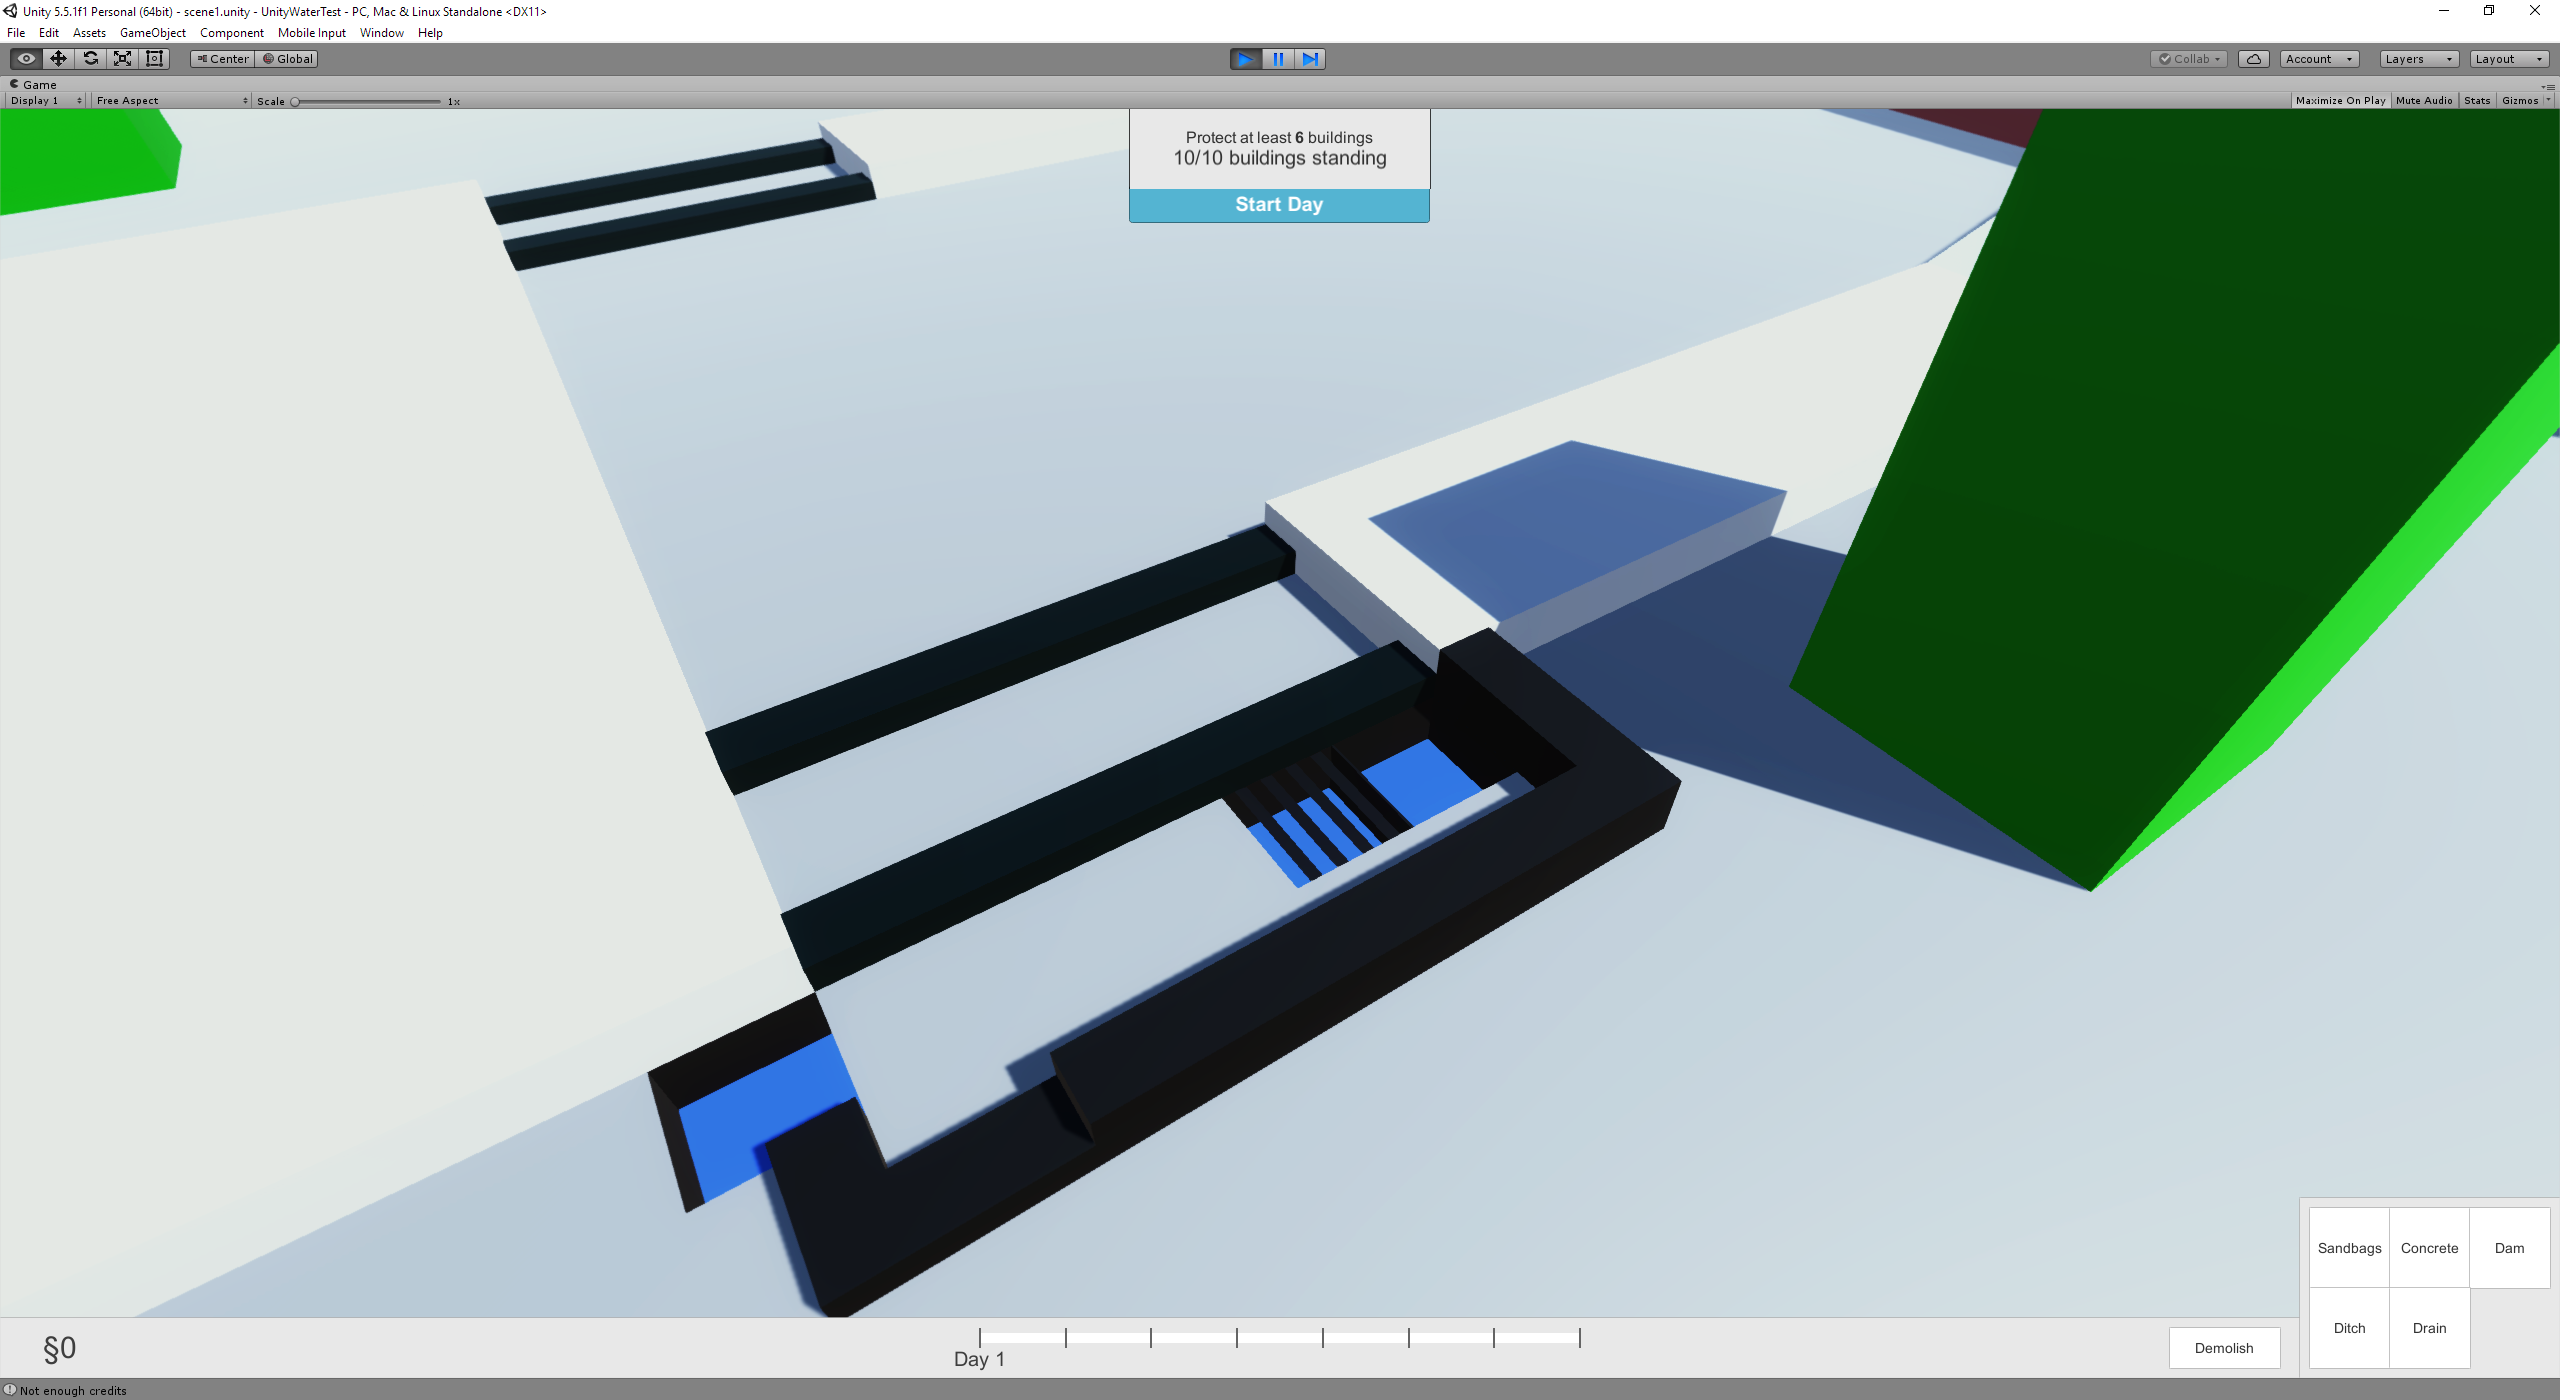 Unity 5.5.1f1 Personal (64bit) - scene1.unity - UnityWaterTest - PC, Mac & Linux Standalone <DX11>
File Edit Assets GameObject Component Mobile Input Window Help
Center Global Collab Account Layers Layout
Game
Display 1 Free Aspect Scale 1x Maximize On Play Mute Audio Stats Gizmos
Protect at least 6 buildings
10/10 buildings standing
Start Day
Sandbags Concrete Dam
Ditch Drain
§0
Day 1
Demolish
Not enough credits